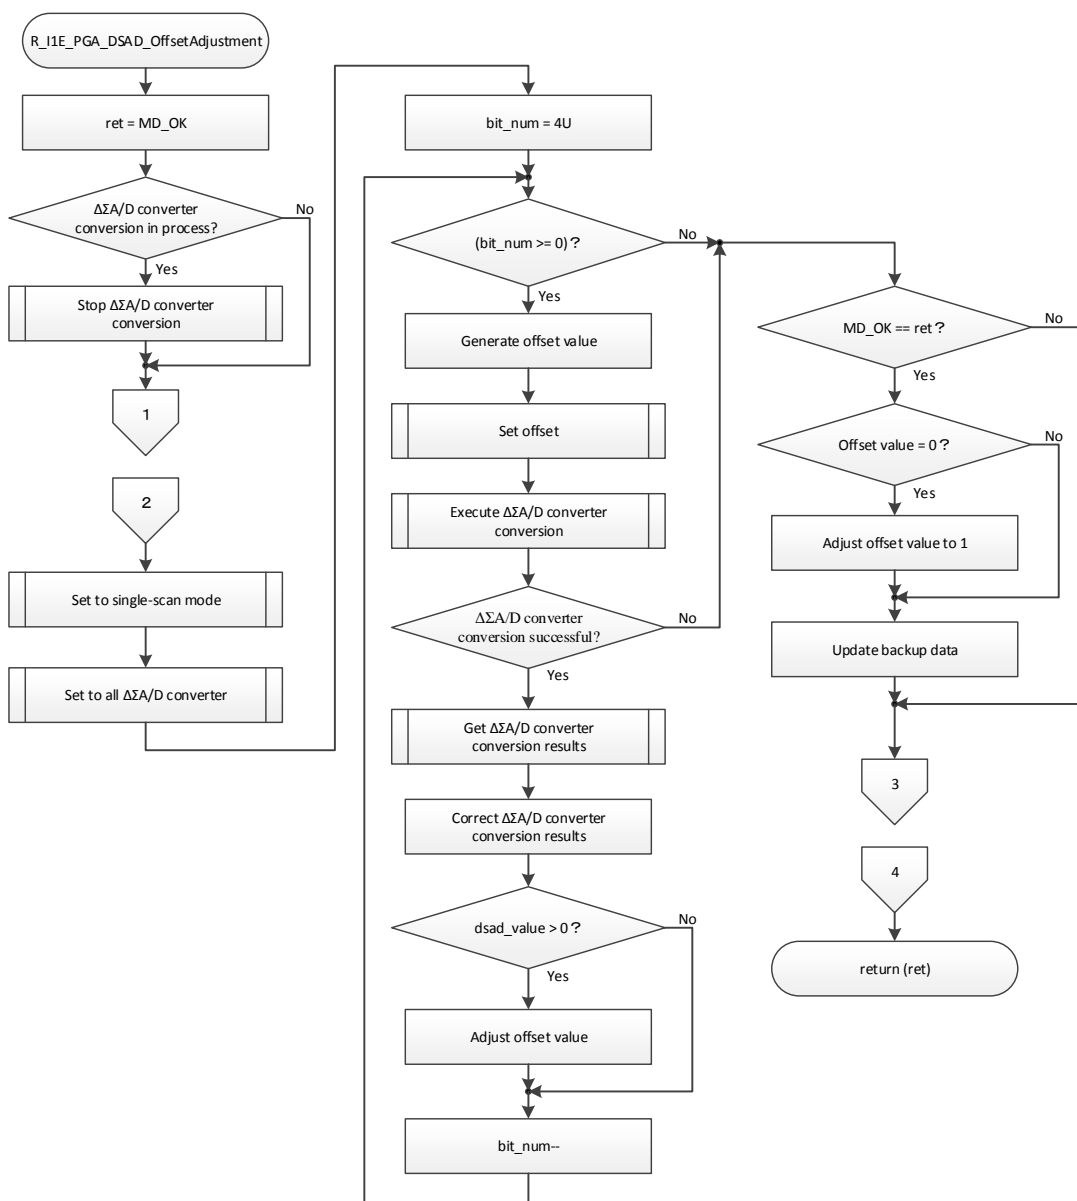 R_I1E_PGA_DSAD_OffsetAdjustment
ret = MD_OK
ΔΣA/D converter
conversion in process?
No
Yes
Stop ΔΣA/D converter
conversion
1
2
Set to single-scan mode
Set to all ΔΣA/D converter
bit_num = 4U
(bit_num >= 0)?
No
Yes
Generate offset value
Set offset
Execute ΔΣA/D converter
conversion
ΔΣA/D converter
conversion successful?
No
Yes
Get ΔΣA/D converter
conversion results
Correct ΔΣA/D converter
conversion results
dsad_value > 0?
No
Yes
Adjust offset value
bit_num--
MD_OK == ret?
No
Yes
Offset value = 0?
No
Yes
Adjust offset value to 1
Update backup data
3
4
return (ret)